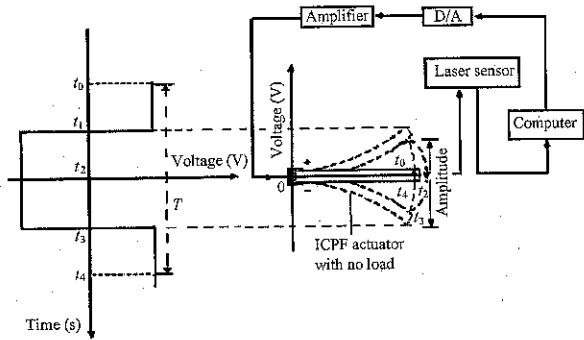 Amplifier
D/A
Laser sensor
Computer
t0
t1
t2
t3
t4
Voltage (V)
T
Time (s)
Voltage (V)
0
+
-
t0
t4
t2
t3
Amplitude
ICPF actuator
with no load